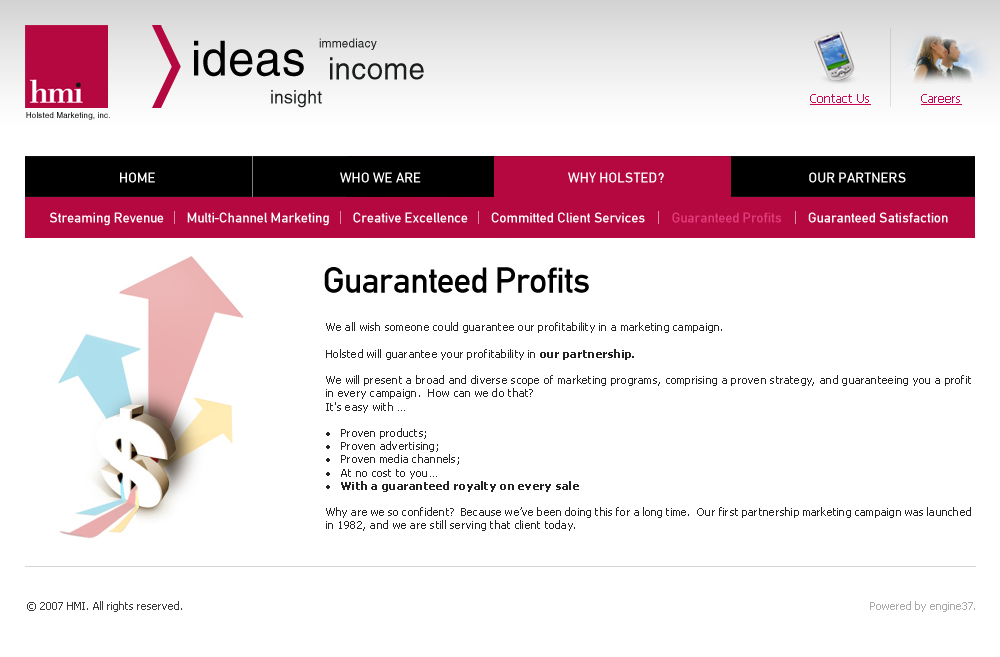 hmi
Holsted Marketing, inc.
ideas
immediacy
income
insight
Contact Us
Careers
HOME
WHO WE ARE
WHY HOLSTED?
OUR PARTNERS
Streaming Revenue
Multi-Channel Marketing
Creative Excellence
Committed Client Services
Guaranteed Profits
Guaranteed Satisfaction
Guaranteed Profits
We all wish someone could guarantee our profitability in a marketing campaign.
Holsted will guarantee your profitability in our partnership.
We will present a broad and diverse scope of marketing programs, comprising a proven strategy, and guaranteeing you a profit
in every campaign.  How can we do that?
It's easy with ...
• Proven products;
• Proven advertising;
• Proven media channels;
• At no cost to you...
• With a guaranteed royalty on every sale
Why are we so confident?  Because we’ve been doing this for a long time.  Our first partnership marketing campaign was launched
in 1982, and we are still serving that client today.
© 2007 HMI. All rights reserved.
Powered by engine37.